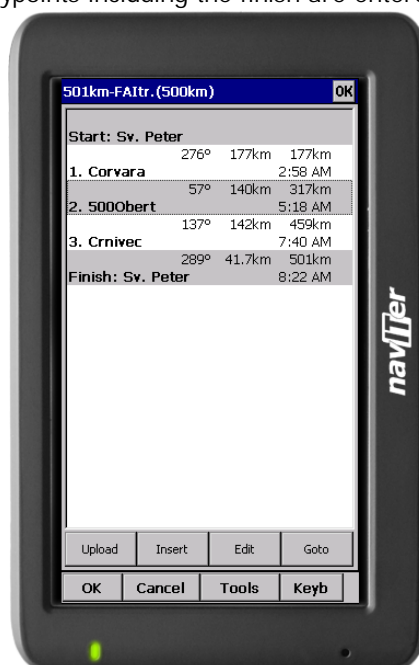 ypoints including the finish are entere
501km-FAItr.(500km) OK
Start: Sv. Peter
276° 177km 177km
1. Corvara 2:58 AM
57° 140km 317km
2. 500Obert 5:18 AM
137° 142km 459km
3. Crnivec 7:40 AM
289° 41.7km 501km
Finish: Sv. Peter 8:22 AM
Upload Insert Edit Goto
OK Cancel Tools Keyb
naviter